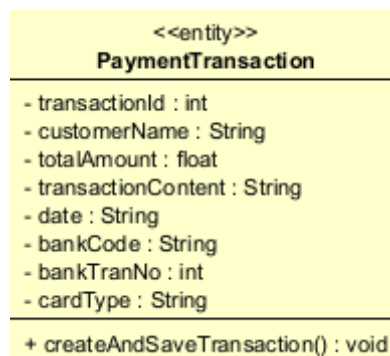 <<entity>>
PaymentTransaction
- transactionId : int
- customerName : String
- totalAmount : float
- transactionContent : String
- date : String
- bankCode : String
- bankTranNo : int
- cardType : String
+ createAndSaveTransaction() : void